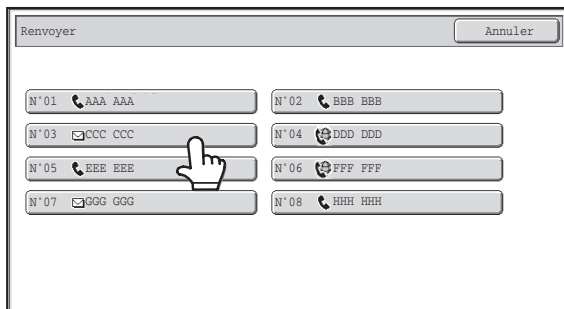 Renvoyer Annuler
N°01 AAA AAA N°02 BBB BBB
N°03 CCC CCC N°04 DDD DDD
N°05 EEE EEE N°06 FFF FFF
N°07 GGG GGG N°08 HHH HHH